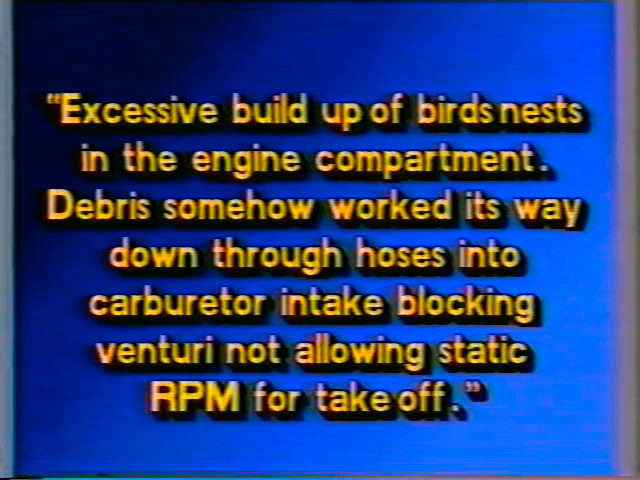 "Excessive build up of birds nests
in the engine compartment.
Debris somehow worked its way
down through hoses into
carburetor intake blocking
venturi not allowing static
RPM for take off."